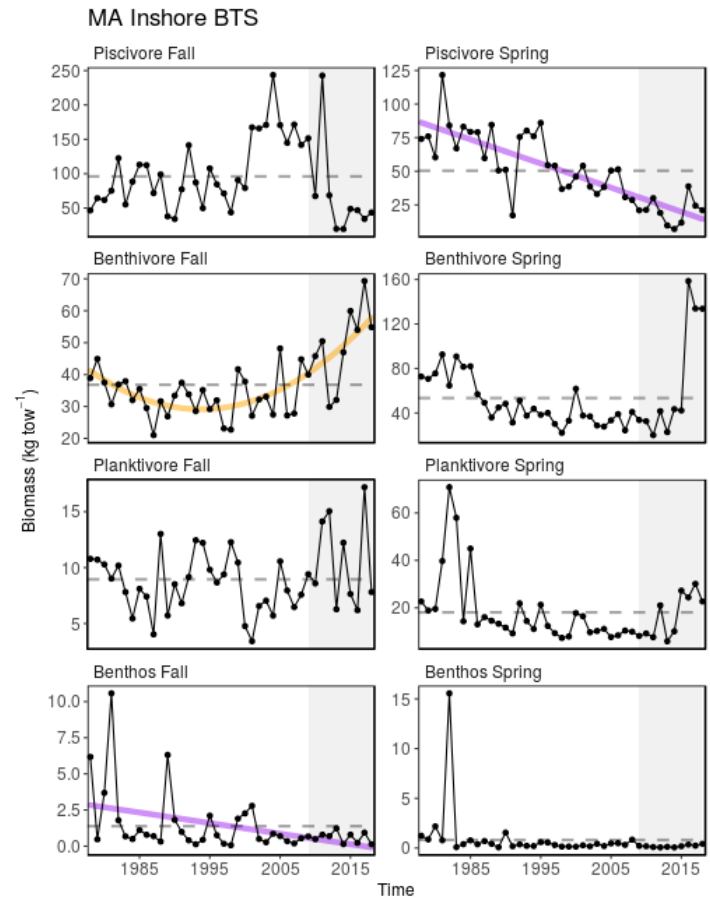 MA Inshore BTS
Piscivore Fall
Piscivore Spring
250
200
150
100
50
125
100
75
50
25
Benthivore Fall
Benthivore Spring
70
60
50
40
30
20
160
120
80
40
Biomass (kg tow⁻¹)
Planktivore Fall
Planktivore Spring
15
10
5
60
40
20
Benthos Fall
Benthos Spring
10.0
7.5
5.0
2.5
0.0
15
10
5
0
1985 1995 2005 2015
1985 1995 2005 2015
Time